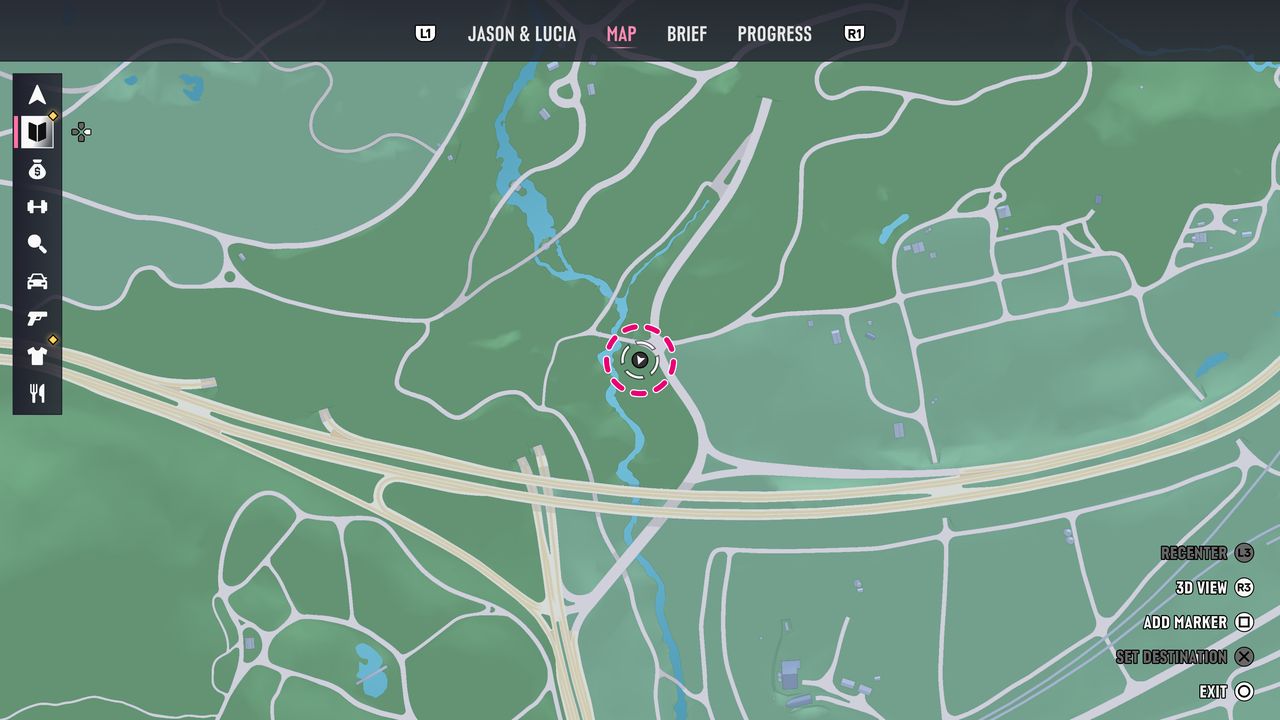 L1 JASON & LUCIA MAP BRIEF PROGRESS R1
RECENTER L3
3D VIEW R3
ADD MARKER
SET DESTINATION
EXIT